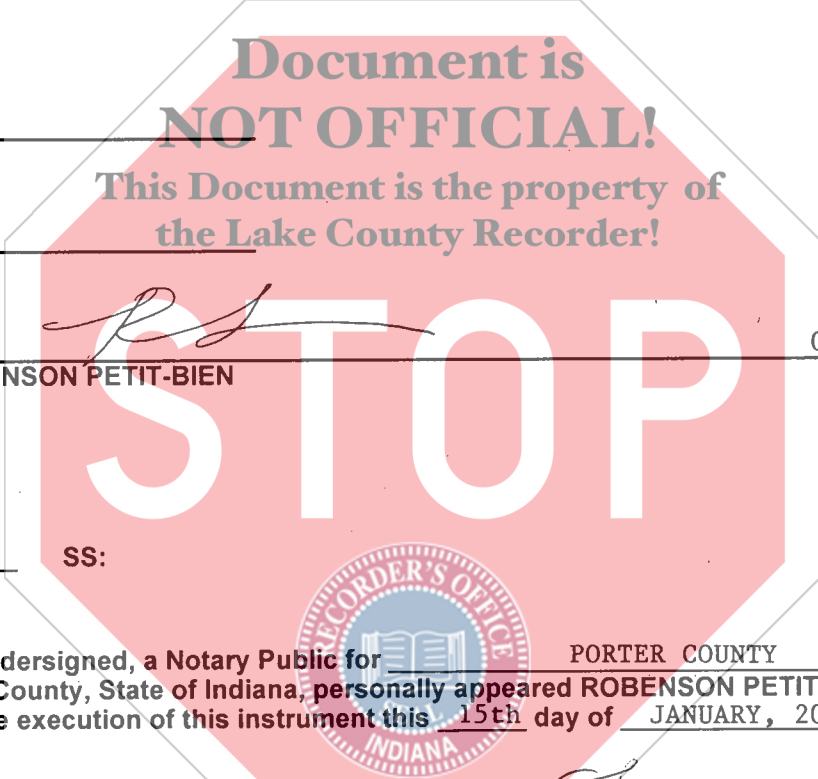 Document is
NOT OFFICIAL!
This Document is the property of
the Lake County Recorder!
STOP
NSON PETIT-BIEN
SS:
RECORDER'S OFFICE
SEAL
INDIANA
dersigned, a Notary Public for PORTER COUNTY
County, State of Indiana, personally appeared ROBENSON PETIT
e execution of this instrument this 15th day of JANUARY, 20